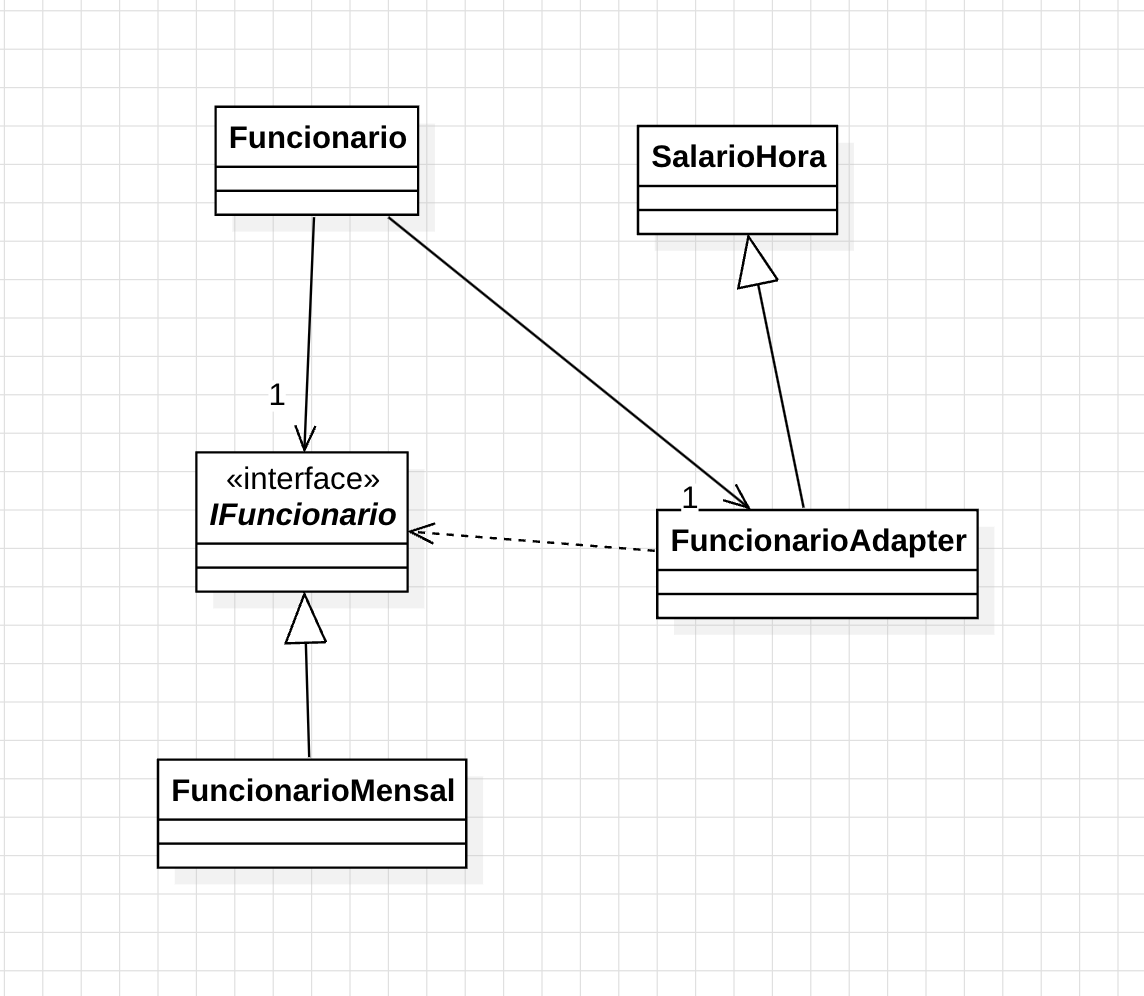 Funcionario
SalarioHora
1
1
«interface»
IFuncionario
FuncionarioAdapter
FuncionarioMensal